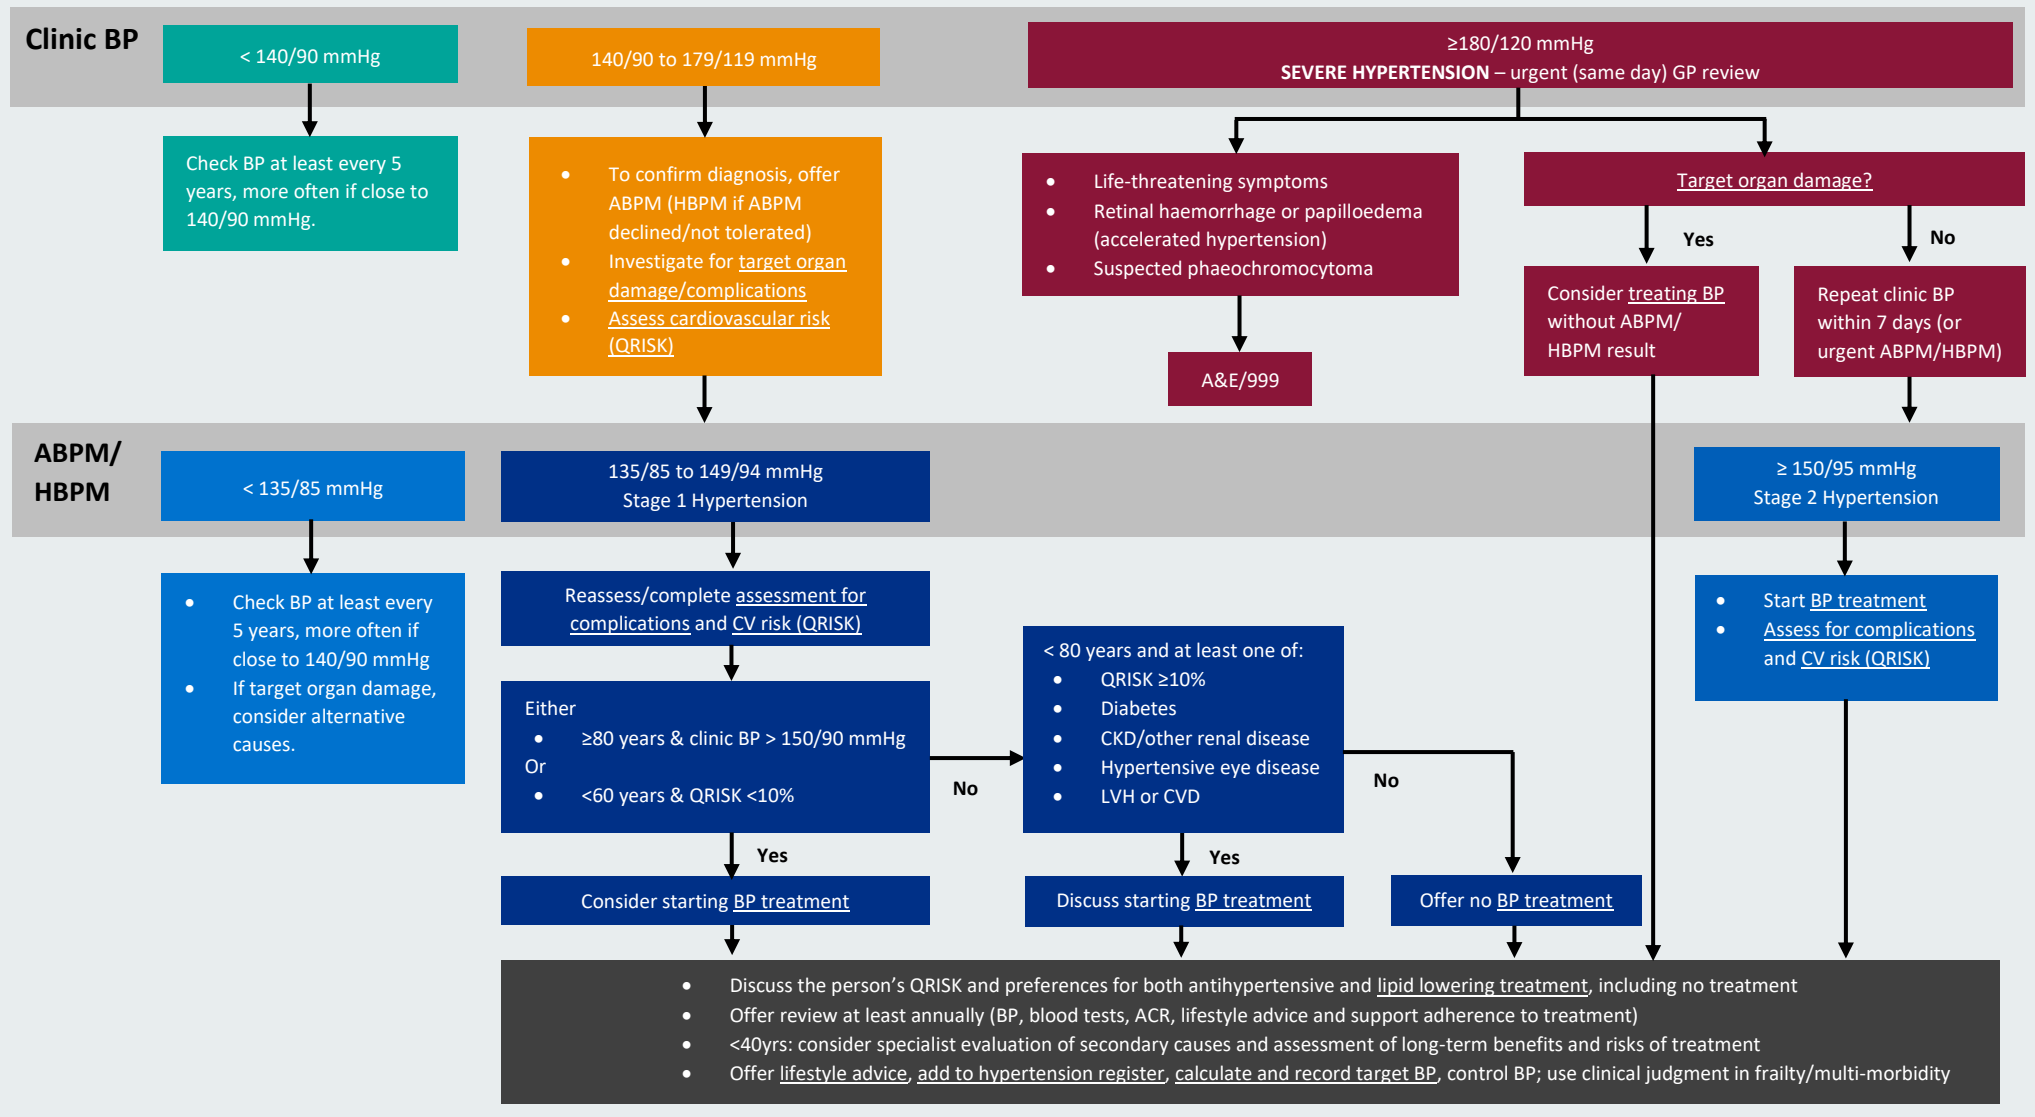 Clinic BP
< 140/90 mmHg
140/90 to 179/119 mmHg
≥180/120 mmHg
SEVERE HYPERTENSION – urgent (same day) GP review
Check BP at least every 5
years, more often if close to
140/90 mmHg.
• To confirm diagnosis, offer
ABPM (HBPM if ABPM
declined/not tolerated)
• Investigate for target organ
damage/complications
• Assess cardiovascular risk
(QRISK)
• Life-threatening symptoms
• Retinal haemorrhage or papilloedema
(accelerated hypertension)
• Suspected phaeochromocytoma
A&E/999
Target organ damage?
Yes
No
Consider treating BP
without ABPM/
HBPM result
Repeat clinic BP
within 7 days (or
urgent ABPM/HBPM)
ABPM/
HBPM
< 135/85 mmHg
135/85 to 149/94 mmHg
Stage 1 Hypertension
≥ 150/95 mmHg
Stage 2 Hypertension
• Check BP at least every
5 years, more often if
close to 140/90 mmHg
• If target organ damage,
consider alternative
causes.
Reassess/complete assessment for
complications and CV risk (QRISK)
Either
• ≥80 years & clinic BP > 150/90 mmHg
Or
• <60 years & QRISK <10%
No
Yes
< 80 years and at least one of:
• QRISK ≥10%
• Diabetes
• CKD/other renal disease
• Hypertensive eye disease
• LVH or CVD
No
Yes
• Start BP treatment
• Assess for complications
and CV risk (QRISK)
Consider starting BP treatment
Discuss starting BP treatment
Offer no BP treatment
• Discuss the person’s QRISK and preferences for both antihypertensive and lipid lowering treatment, including no treatment
• Offer review at least annually (BP, blood tests, ACR, lifestyle advice and support adherence to treatment)
• <40yrs: consider specialist evaluation of secondary causes and assessment of long-term benefits and risks of treatment
• Offer lifestyle advice, add to hypertension register, calculate and record target BP, control BP; use clinical judgment in frailty/multi-morbidity